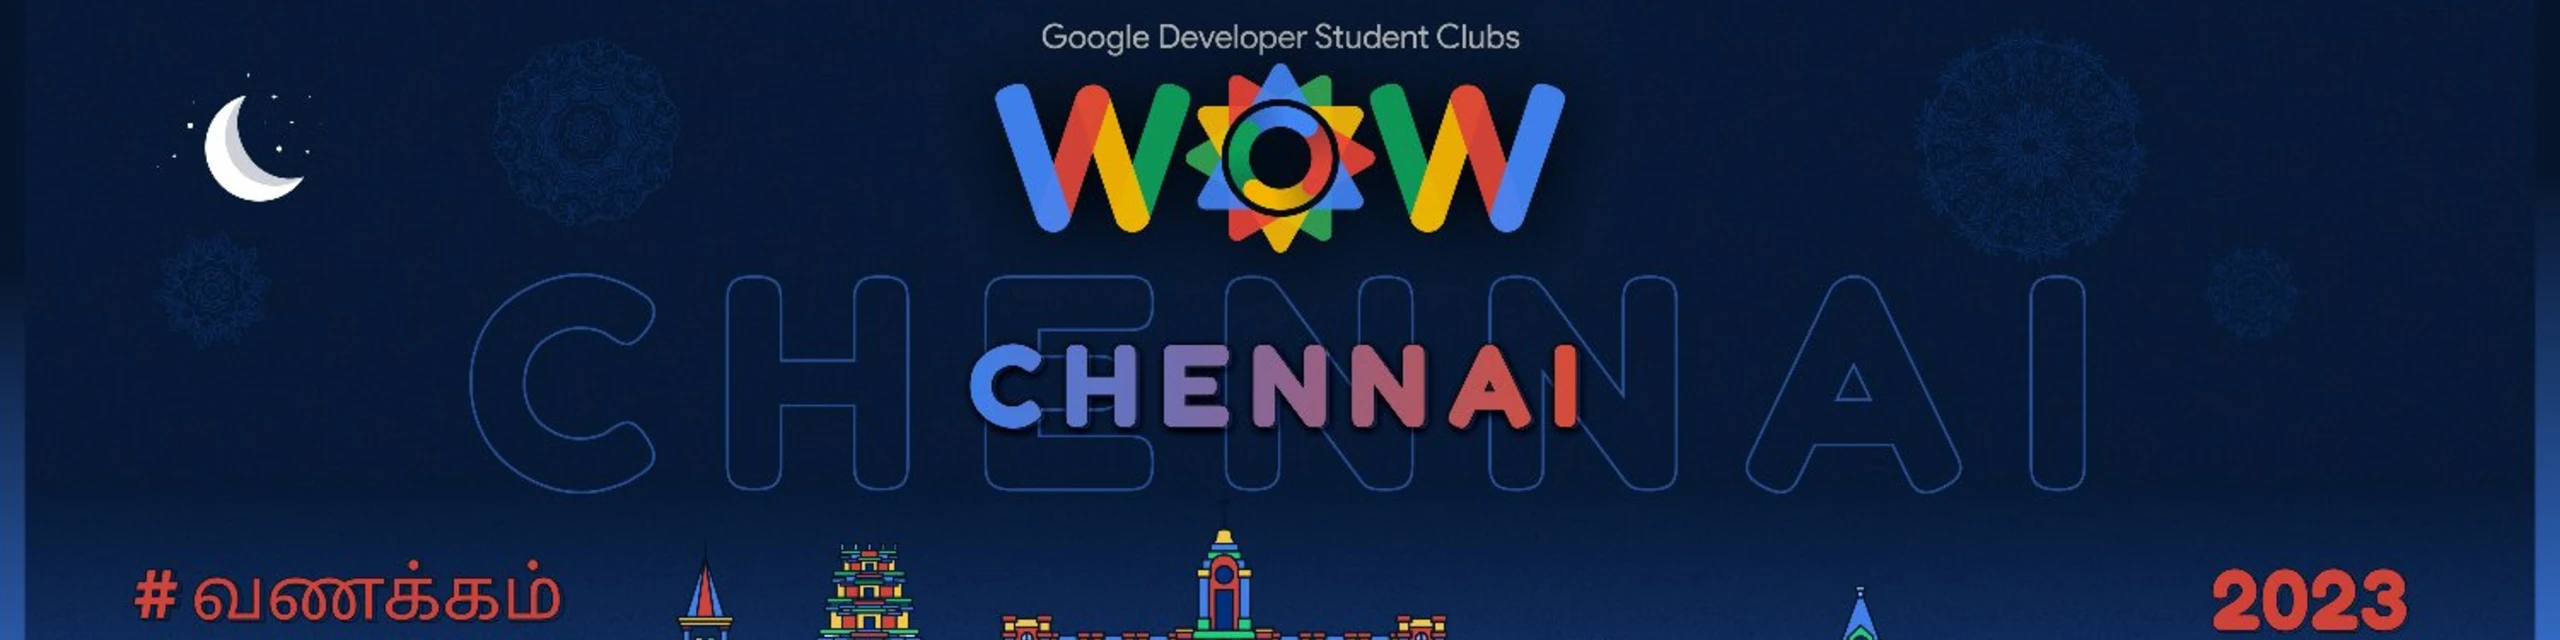 Google Developer Student Clubs
WOW
CHENNAI
CHENNAI
#வணக்கம்
2023